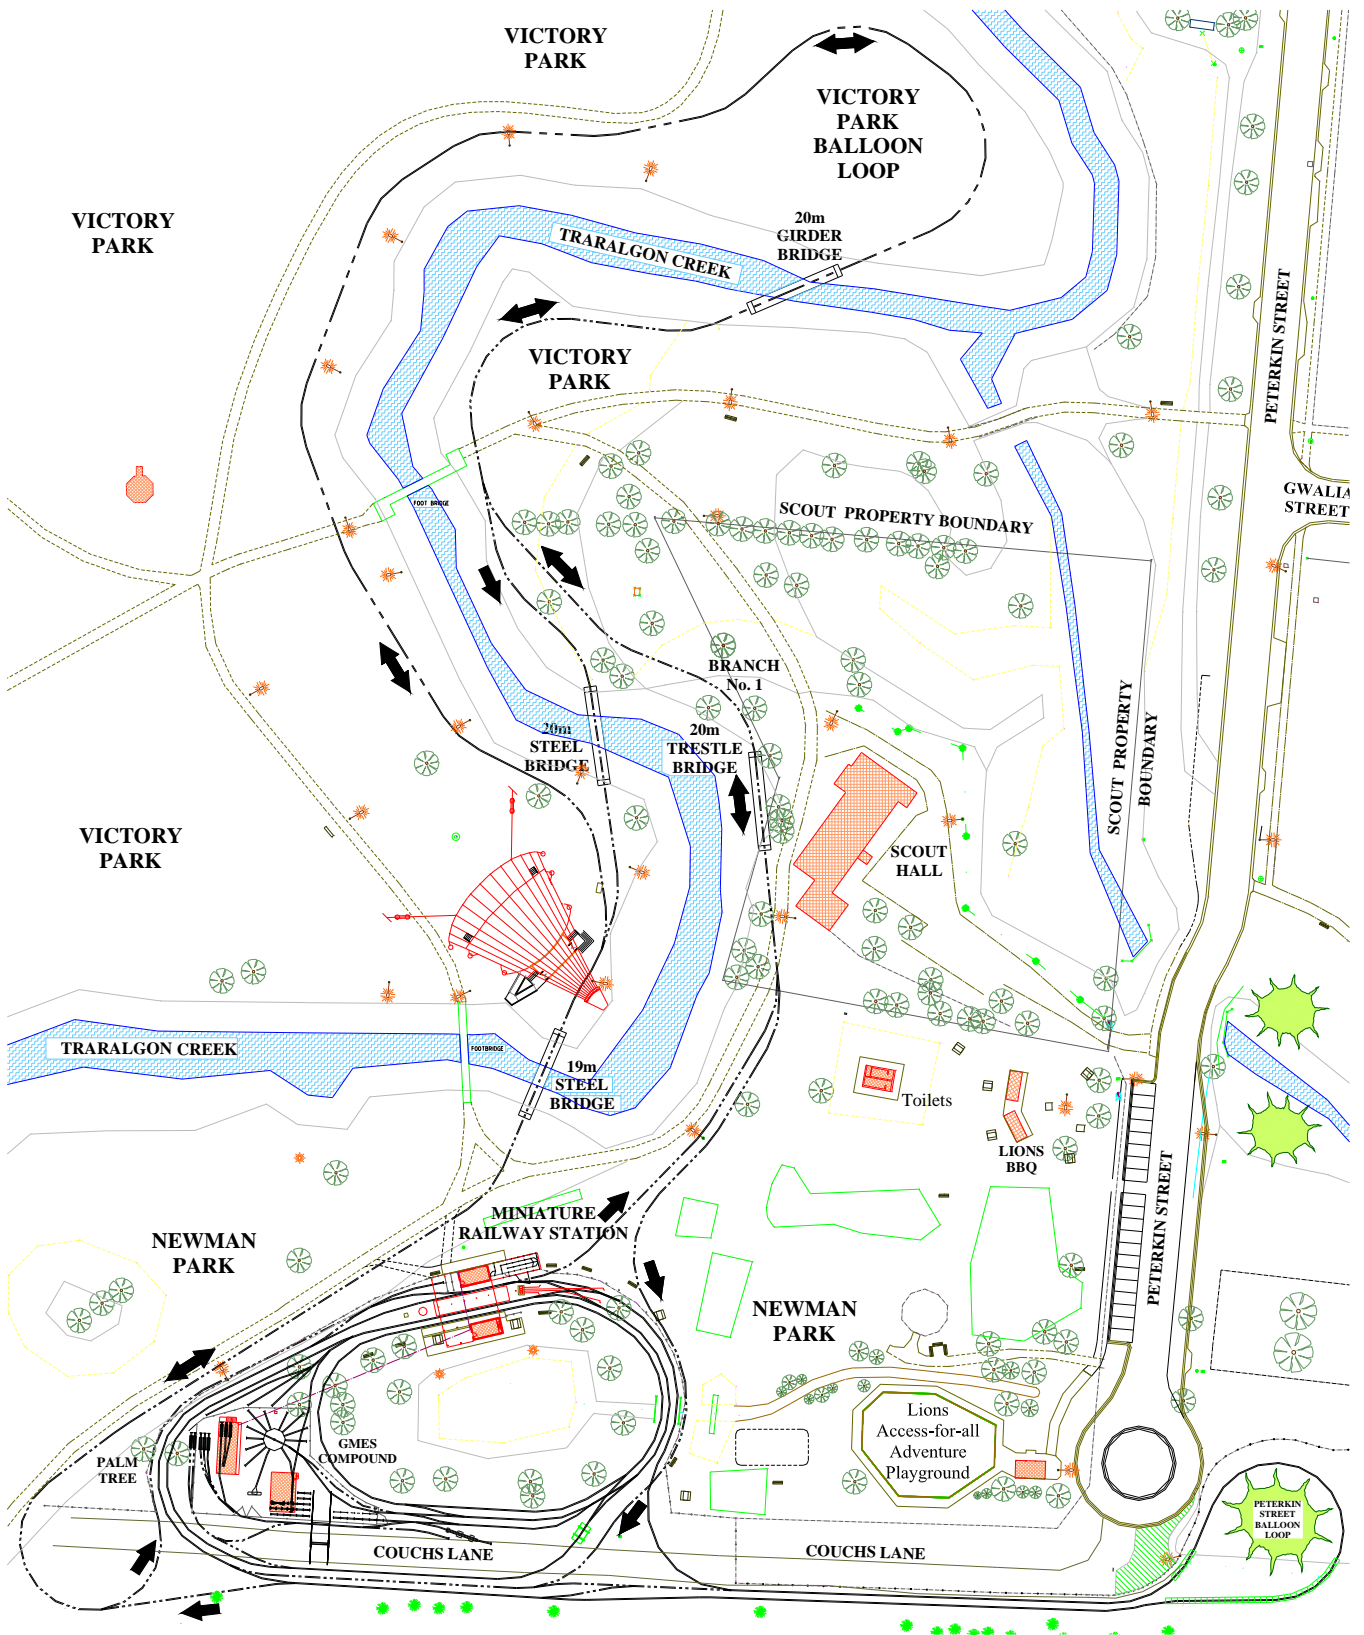 VICTORY
PARK
VICTORY
PARK
BALLOON
LOOP
VICTORY
PARK
20m
GIRDER
BRIDGE
TRARALGON CREEK
PETERKIN STREET
VICTORY
PARK
GWALIA
STREET
FOOT BRIDGE
SCOUT PROPERTY BOUNDARY
BRANCH
No. 1
20m
STEEL
BRIDGE
20m
TRESTLE
BRIDGE
SCOUT PROPERTY
BOUNDARY
VICTORY
PARK
SCOUT
HALL
TRARALGON CREEK
FOOTBRIDGE
19m
STEEL
BRIDGE
Toilets
LIONS
BBQ
PETERKIN STREET
MINIATURE
RAILWAY STATION
NEWMAN
PARK
NEWMAN
PARK
GMES
COMPOUND
PALM
TREE
Lions
Access-for-all
Adventure
Playground
PETERKIN
STREET
BALLOON
LOOP
COUCHS LANE
COUCHS LANE